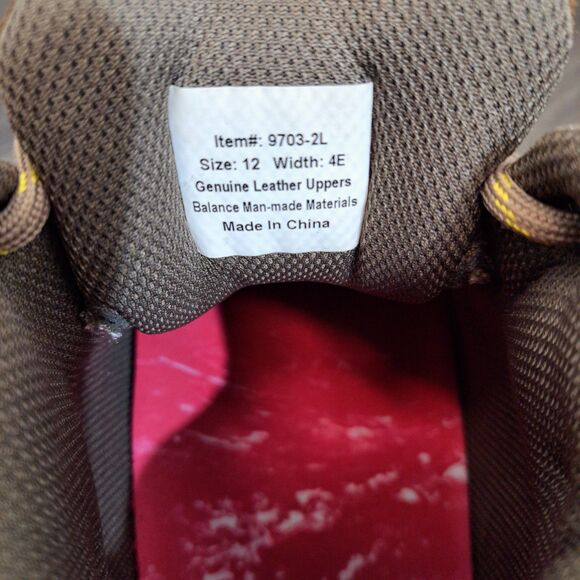 Item#: 9703-2L
Size: 12 Width: 4E
Genuine Leather Uppers
Balance Man-made Materials
Made In China